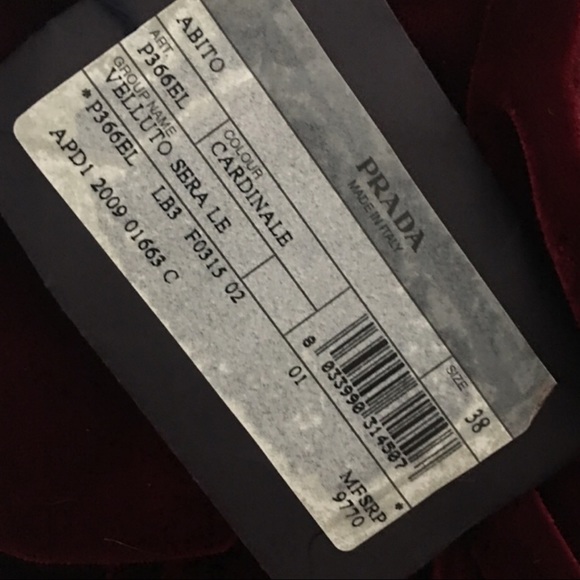 PRADA
MADE IN ITALY
ABITO
ART.
P366EL
COLOUR
CARDINALE
SIZE
38
GROUP NAME
VELLUTO SERA LE
*P366EL LB3 F0315 02
APD1 2009 01663 C
8 033990 314507
01
MFSRP *
9770